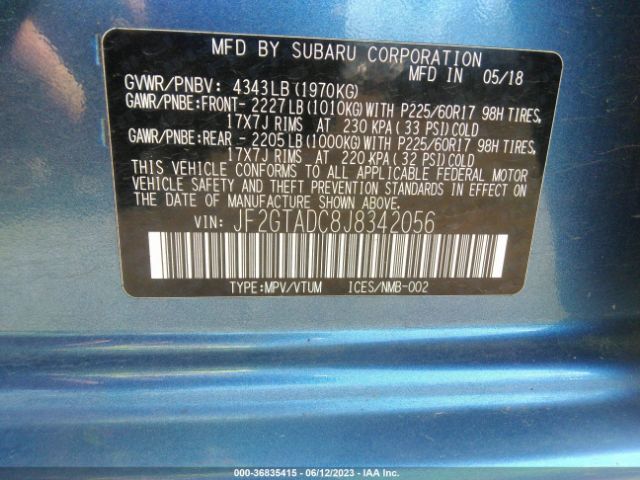 MFD BY SUBARU CORPORATION
MFD IN 05/18
GVWR/PNBV: 4343LB(1970KG)
GAWR/PNBE:FRONT- 2227LB(1010KG)WITH P225/60R17 98H TIRES,
17X7J RIMS AT 230 KPA(33 PSI)COLD
GAWR/PNBE:REAR - 2205LB(1000KG)WITH P225/60R17 98H TIRES,
17X7J RIMS AT 220 KPA(32 PSI)COLD
THIS VEHICLE CONFORMS TO ALL APPLICABLE FEDERAL MOTOR
VEHICLE SAFETY AND THEFT PREVENTION STANDARDS IN EFFECT ON
THE DATE OF MANUFACTURE SHOWN ABOVE.
VIN: JF2GTADC8J8342056
TYPE:MPV/VTUM ICES/NMB-002
000-36835415 - 06/12/2023 - IAA Inc.